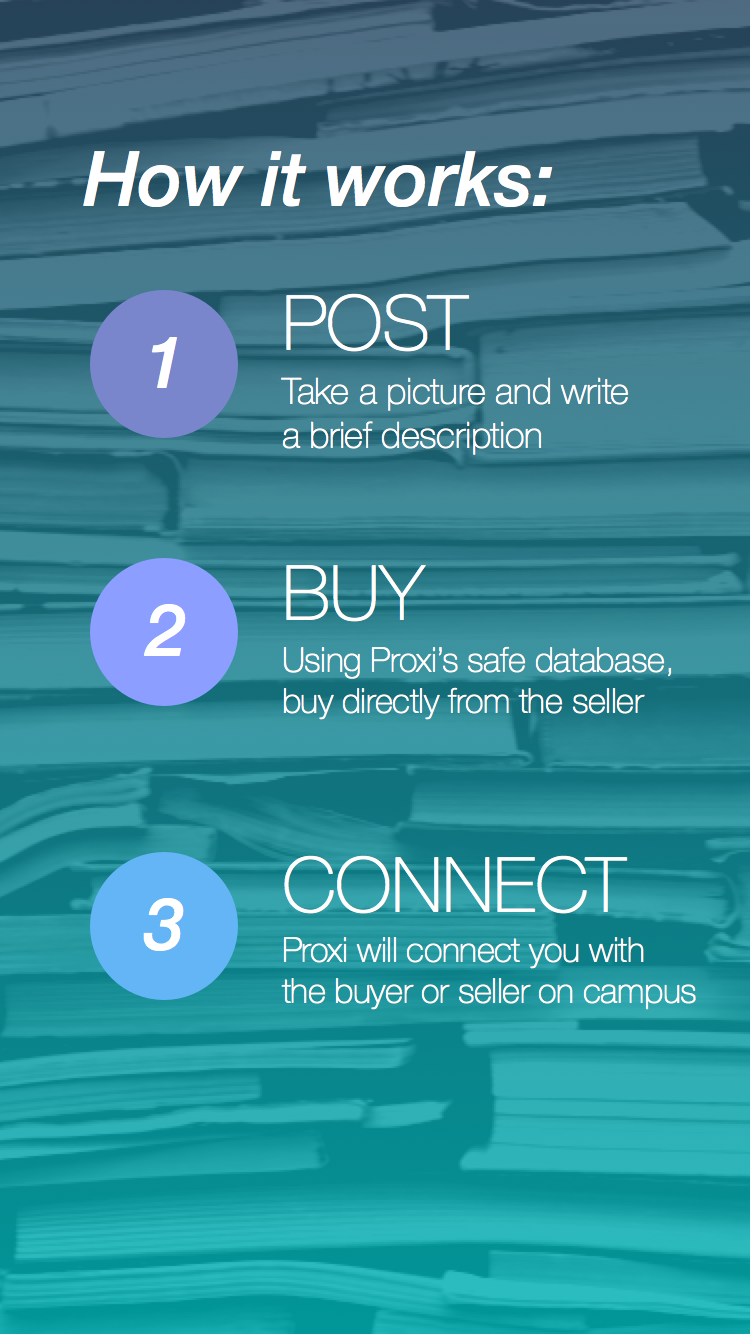 How it works:
1
POST
Take a picture and write
a brief description
2
BUY
Using Proxi’s safe database,
buy directly from the seller
3
CONNECT
Proxi will connect you with
the buyer or seller on campus